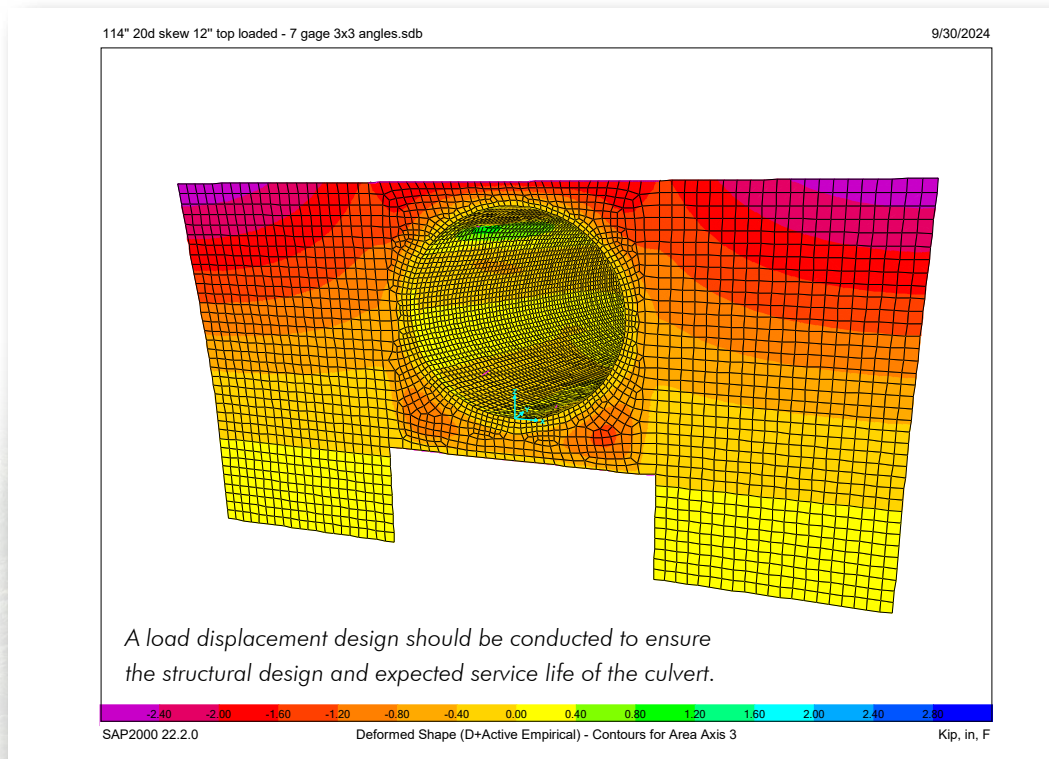 114" 20d skew 12" top loaded - 7 gage 3x3 angles.sdb
9/30/2024
A load displacement design should be conducted to ensure
the structural design and expected service life of the culvert.
-2.40 -2.00 -1.60 -1.20 -0.80 -0.40 0.00 0.40 0.80 1.20 1.60 2.00 2.40 2.80
SAP2000 22.2.0
Deformed Shape (D+Active Empirical) - Contours for Area Axis 3
Kip, in, F